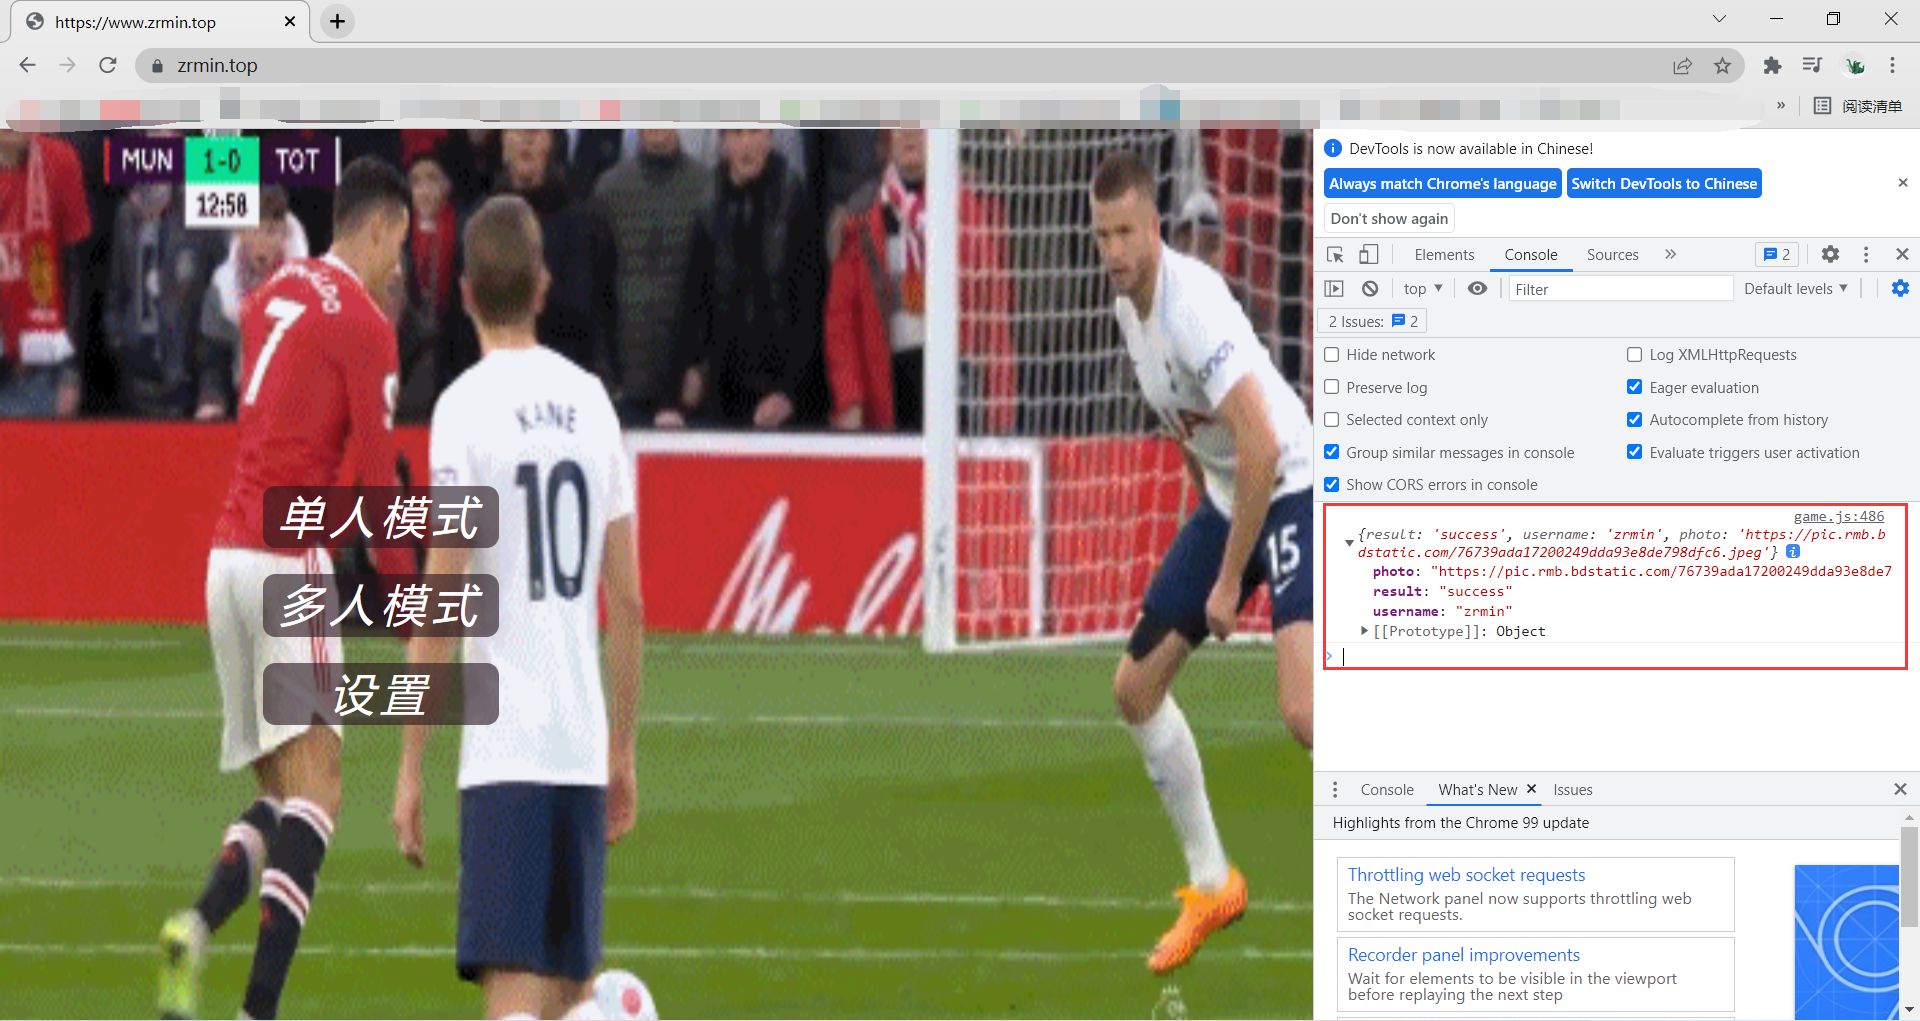 https://www.zrmin.top
zrmin.top
» 阅读清单
MUN 1-0 TOT
12:58
7
KANE
10
15
单人模式
多人模式
设置
DevTools is now available in Chinese!
Always match Chrome's language
Switch DevTools to Chinese
Don't show again
Elements Console Sources » 2
top Filter Default levels
2 Issues: 2
Hide network Log XMLHttpRequests
Preserve log Eager evaluation
Selected context only Autocomplete from history
Group similar messages in console Evaluate triggers user activation
Show CORS errors in console
game.js:486
{result: 'success', username: 'zrmin', photo: 'https://pic.rmb.b
dstatic.com/76739ada17200249dda93e8de798dfc6.jpeg'}
photo: "https://pic.rmb.bdstatic.com/76739ada17200249dda93e8de7
result: "success"
username: "zrmin"
[[Prototype]]: Object
Console What's New Issues
Highlights from the Chrome 99 update
Throttling web socket requests
The Network panel now supports throttling web
socket requests.
Recorder panel improvements
Wait for elements to be visible in the viewport
before replaying the next step